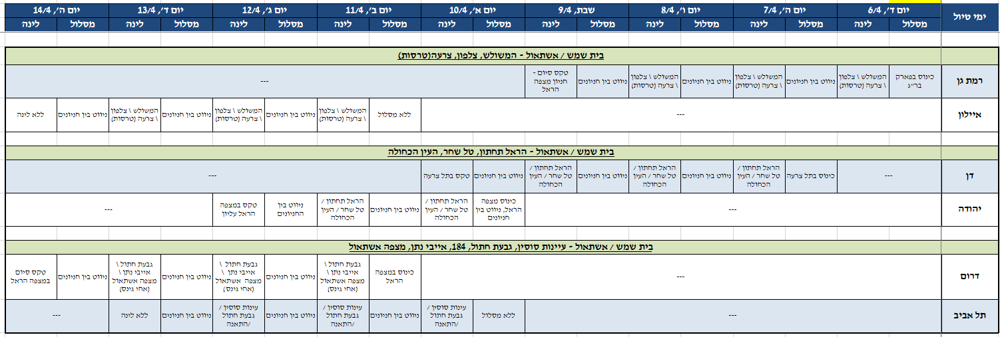 ימי טיול יום ד', 6/4 יום ה', 7/4 יום ו', 8/4 שבת, 9/4 יום א', 10/4 יום ב', 11/4 יום ג', 12/4 יום ד', 13/4 יום ה', 14/4
מסלול לינה מסלול לינה מסלול לינה מסלול לינה מסלול לינה מסלול לינה מסלול לינה מסלול לינה מסלול לינה
בית שמש / אשתאול - המשולש, צלפון, צרעה(טרסות)
רמת גן
כינוס בפארק
בר"ג
המשולש \ צלפון
\ צרעה (טרסות)
ניווט בין חניונים
המשולש \ צלפון
\ צרעה (טרסות)
ניווט בין חניונים
המשולש \ צלפון
\ צרעה (טרסות)
ניווט בין חניונים
טקס סיום -
חניון מצפה
הראל
---
איילון
---
ללא מסלול
המשולש \ צלפון
\ צרעה (טרסות)
ניווט בין חניונים
המשולש \ צלפון
\ צרעה (טרסות)
ניווט בין חניונים
המשולש \ צלפון
\ צרעה (טרסות)
ניווט בין חניונים
ללא לינה
בית שמש / אשתאול - הראל תחתון, טל שחר, העין הכחולה
דן
---
כינוס בתל צרעה
הראל תחתון /
טל שחר / העין
הכחולה
ניווט בין חניונים
הראל תחתון /
טל שחר / העין
הכחולה
ניווט בין חניונים
הראל תחתון /
טל שחר / העין
הכחולה
ניווט בין חניונים
טקס בתל צרעה
---
יהודה
---
כינוס מצפה
הראל, ניווט בין
חניונים
הראל תחתון /
טל שחר / העין
הכחולה
ניווט בין חניונים
הראל תחתון /
טל שחר / העין
הכחולה
ניווט בין
החניונים
טקס במצפה
הראל עליון
---
בית שמש / אשתאול - עיינות סוסין, גבעת חתול, 184, אייבי נתן, מצפה אשתאול
דרום
---
כינוס במצפה
הראל
גבעת חתול \
אייבי נתן \
מצפה אשתאול
(אחי גינס)
ניווט בין חניונים
גבעת חתול \
אייבי נתן \
מצפה אשתאול
(אחי גינס)
ניווט בין חניונים
גבעת חתול \
אייבי נתן \
מצפה אשתאול
(אחי גינס)
ניווט בין חניונים
טקס סיום
במצפה הראל
תל אביב
---
ללא מסלול
עינות סוסין /
גבעת חתול
/התאנה
ניווט בין חניונים
עינות סוסין /
גבעת חתול
/התאנה
ניווט בין חניונים
עינות סוסין /
גבעת חתול
/התאנה
ניווט בין חניונים
ללא לינה
---